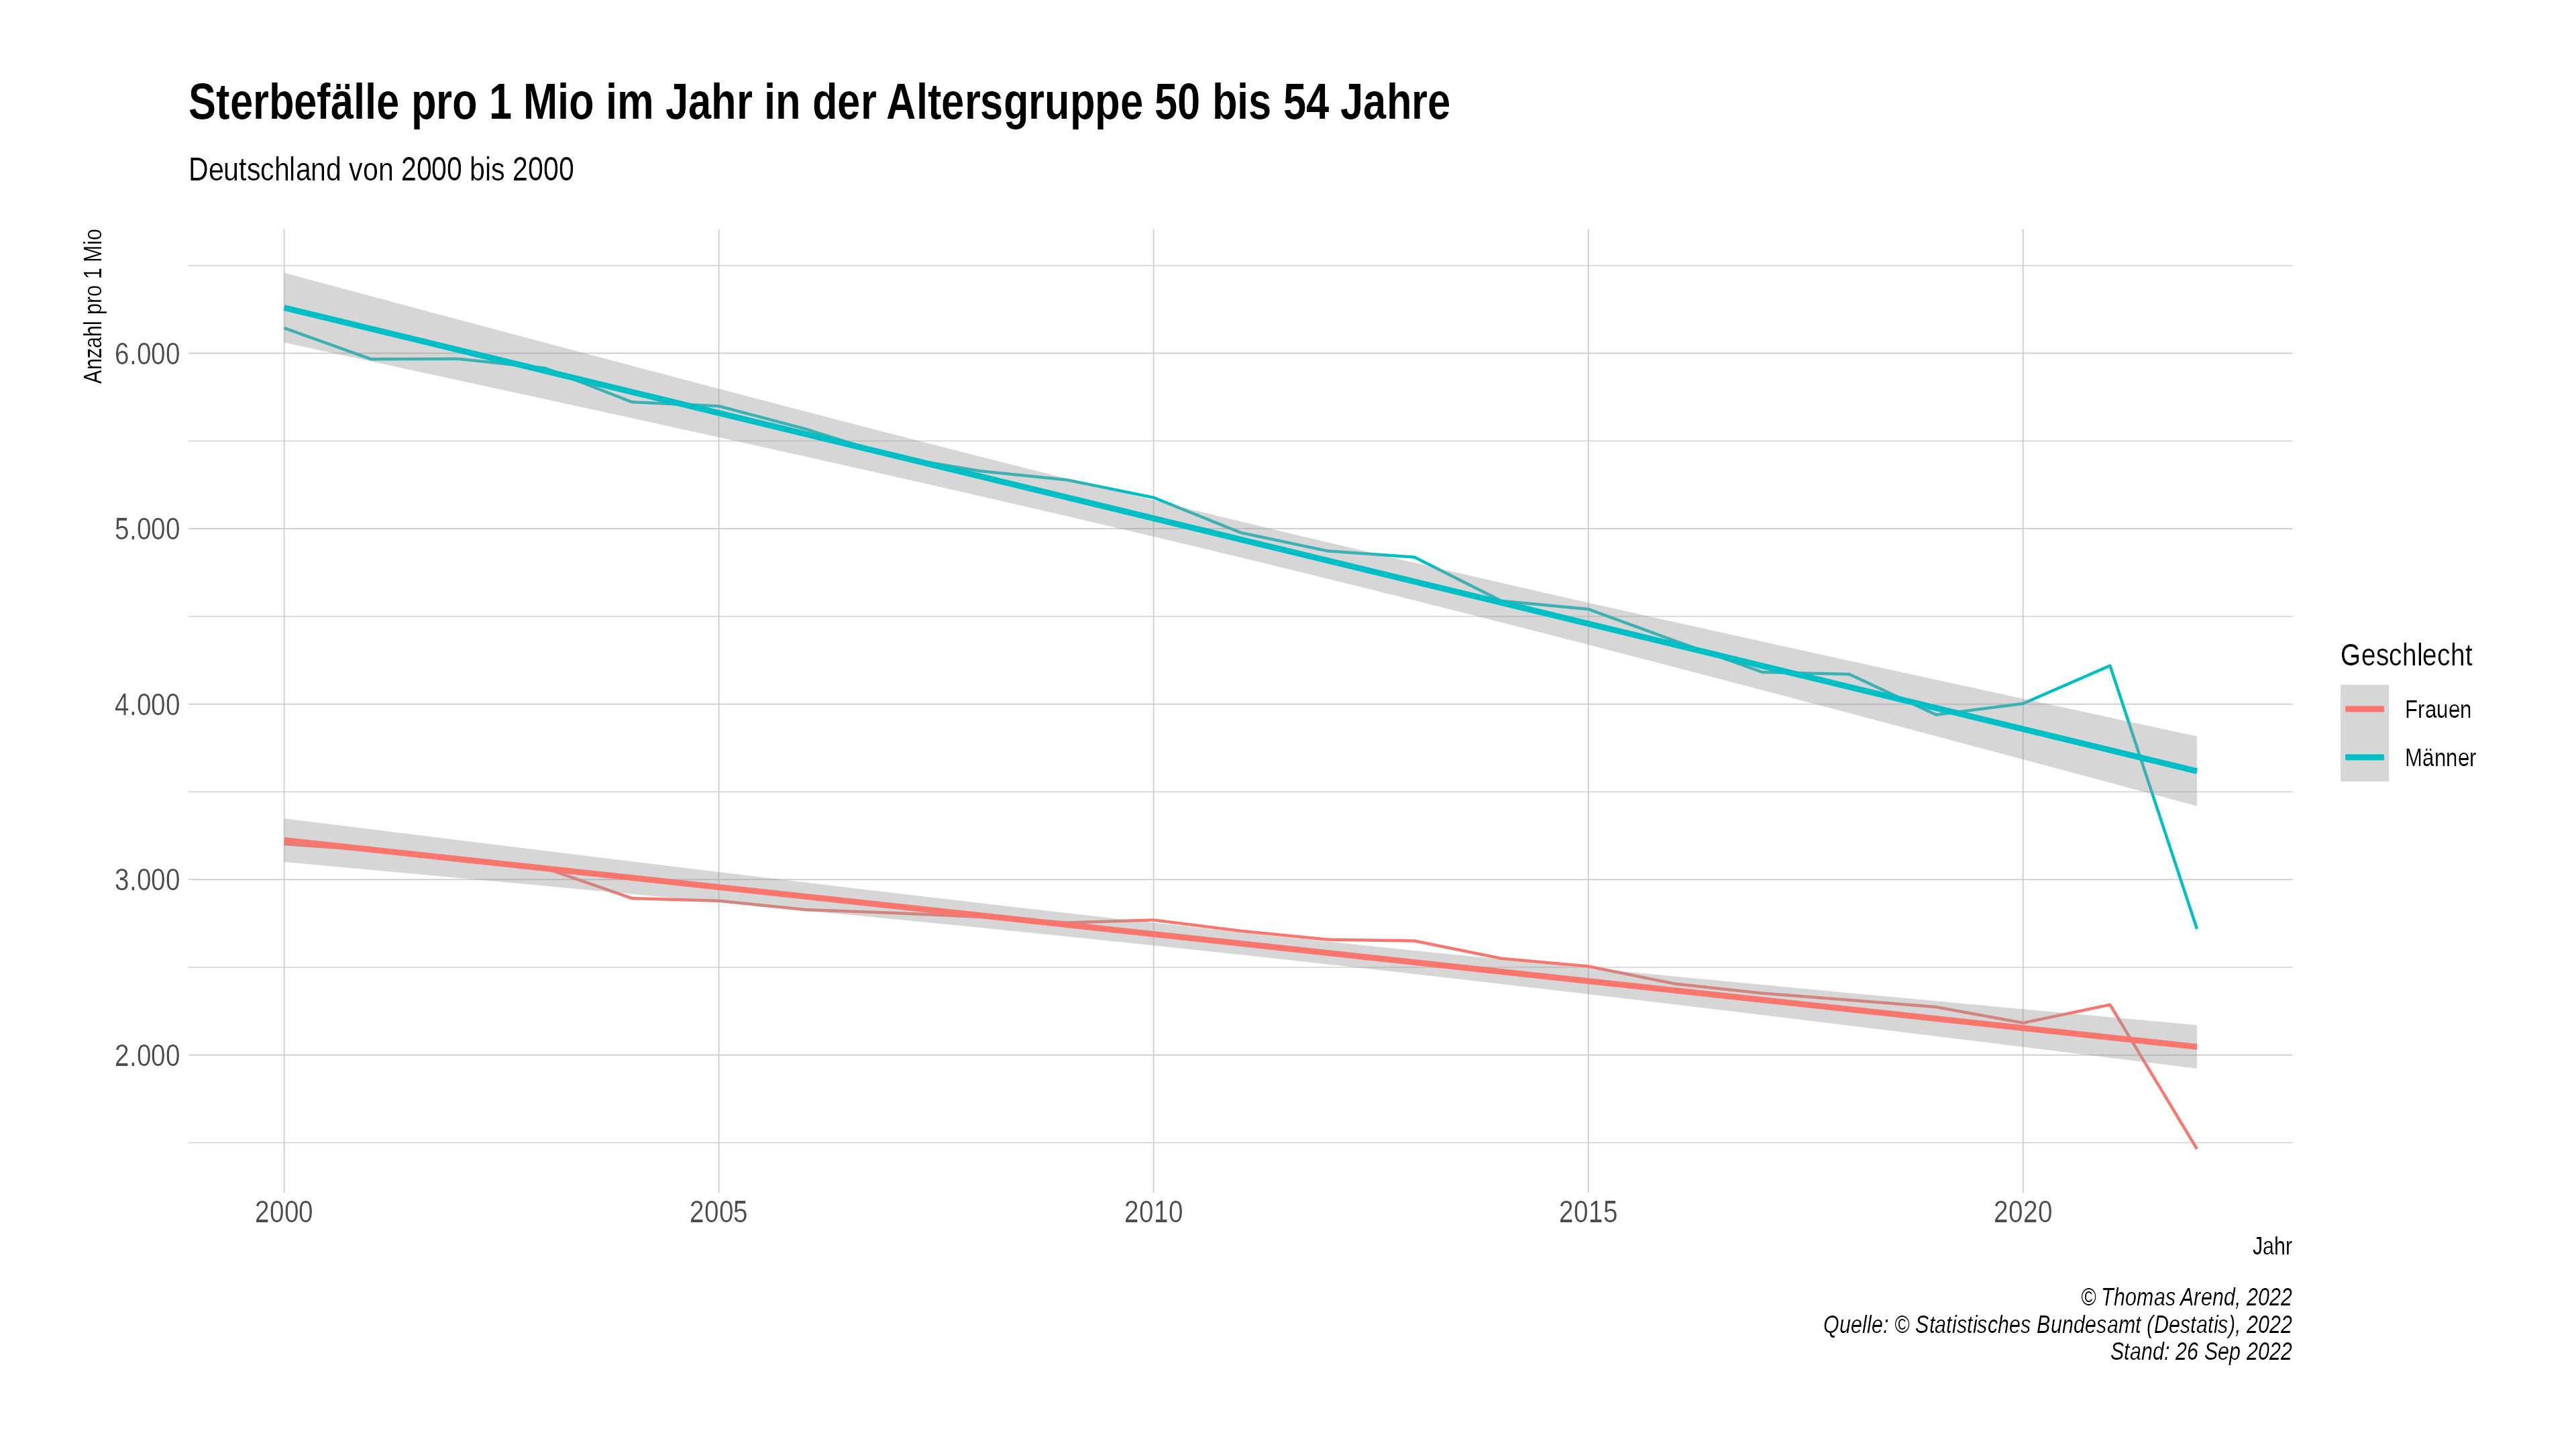 Sterbefälle pro 1 Mio im Jahr in der Altersgruppe 50 bis 54 Jahre
Deutschland von 2000 bis 2000
Anzahl pro 1 Mio
6.000
5.000
4.000
3.000
2.000
2000
2005
2010
2015
2020
Jahr
Geschlecht
Frauen
Männer
© Thomas Arend, 2022
Quelle: © Statistisches Bundesamt (Destatis), 2022
Stand: 26 Sep 2022